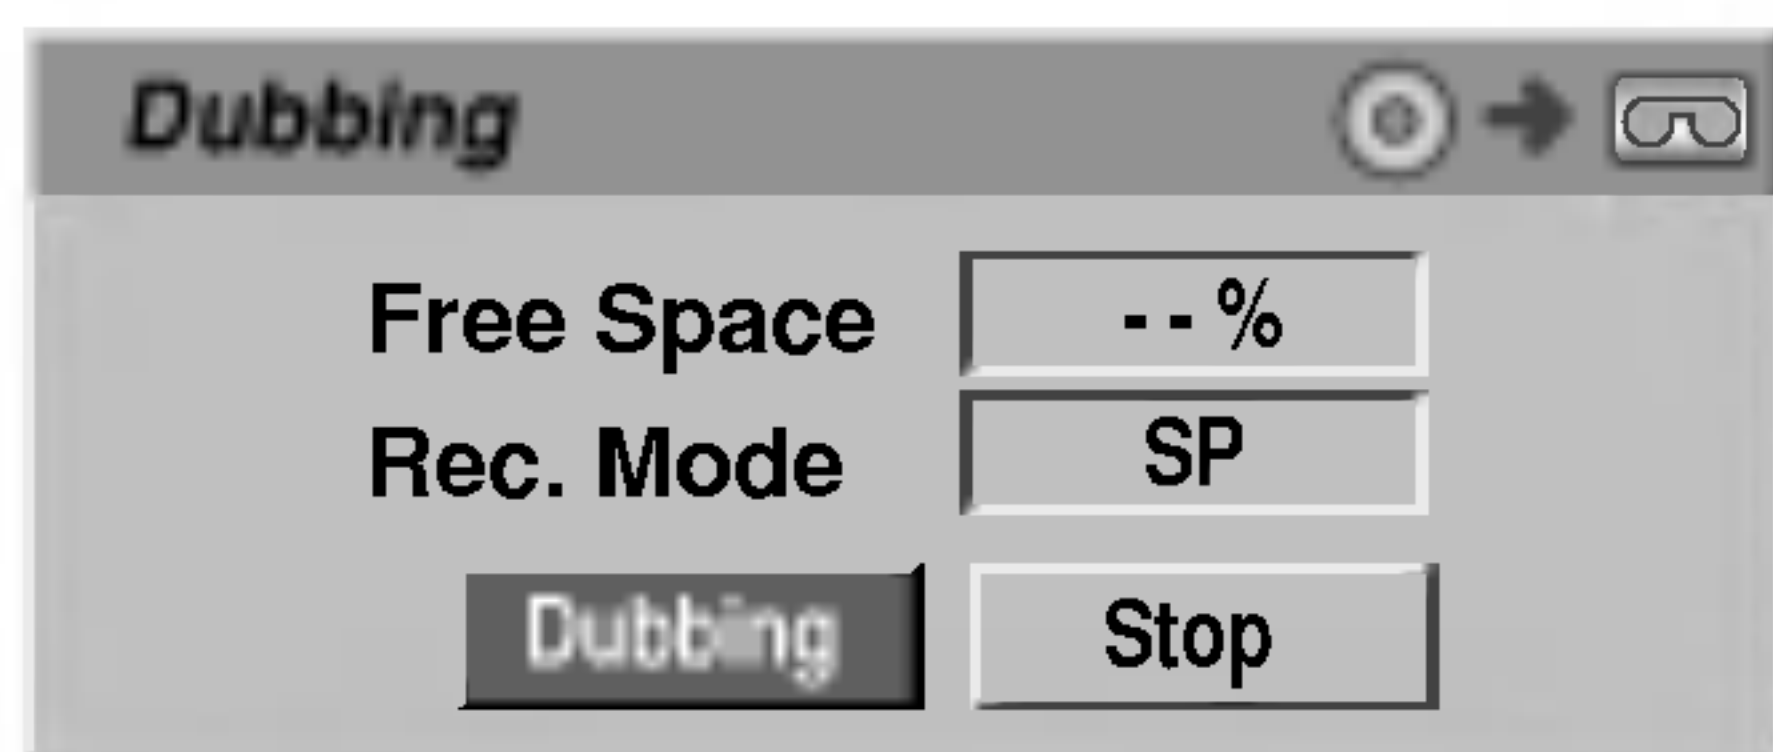 Dubbing
Free Space - - %
Rec. Mode SP
Dubbing Stop